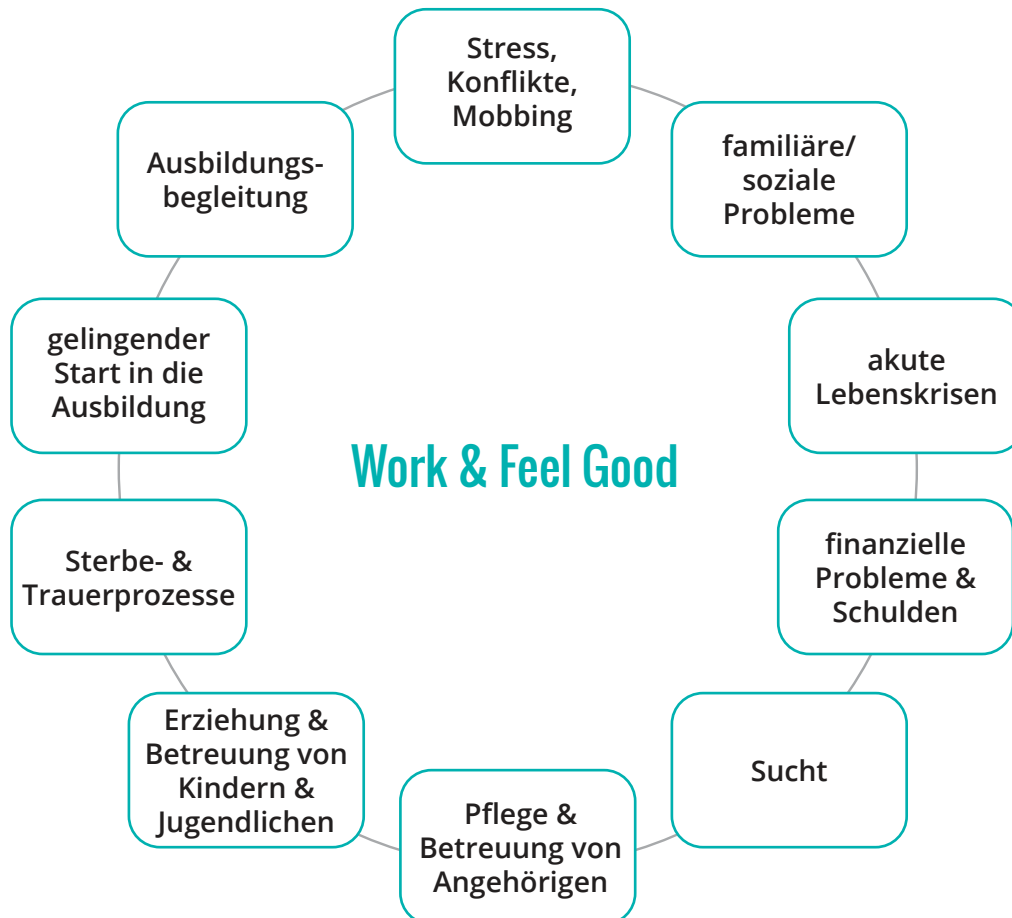 Stress,
Konflikte,
Mobbing
familiäre/
soziale
Probleme
akute
Lebenskrisen
finanzielle
Probleme &
Schulden
Sucht
Pflege &
Betreuung von
Angehörigen
Erziehung &
Betreuung von
Kindern &
Jugendlichen
Sterbe- &
Trauerprozesse
gelingender
Start in die
Ausbildung
Ausbildungs-
begleitung
Work & Feel Good